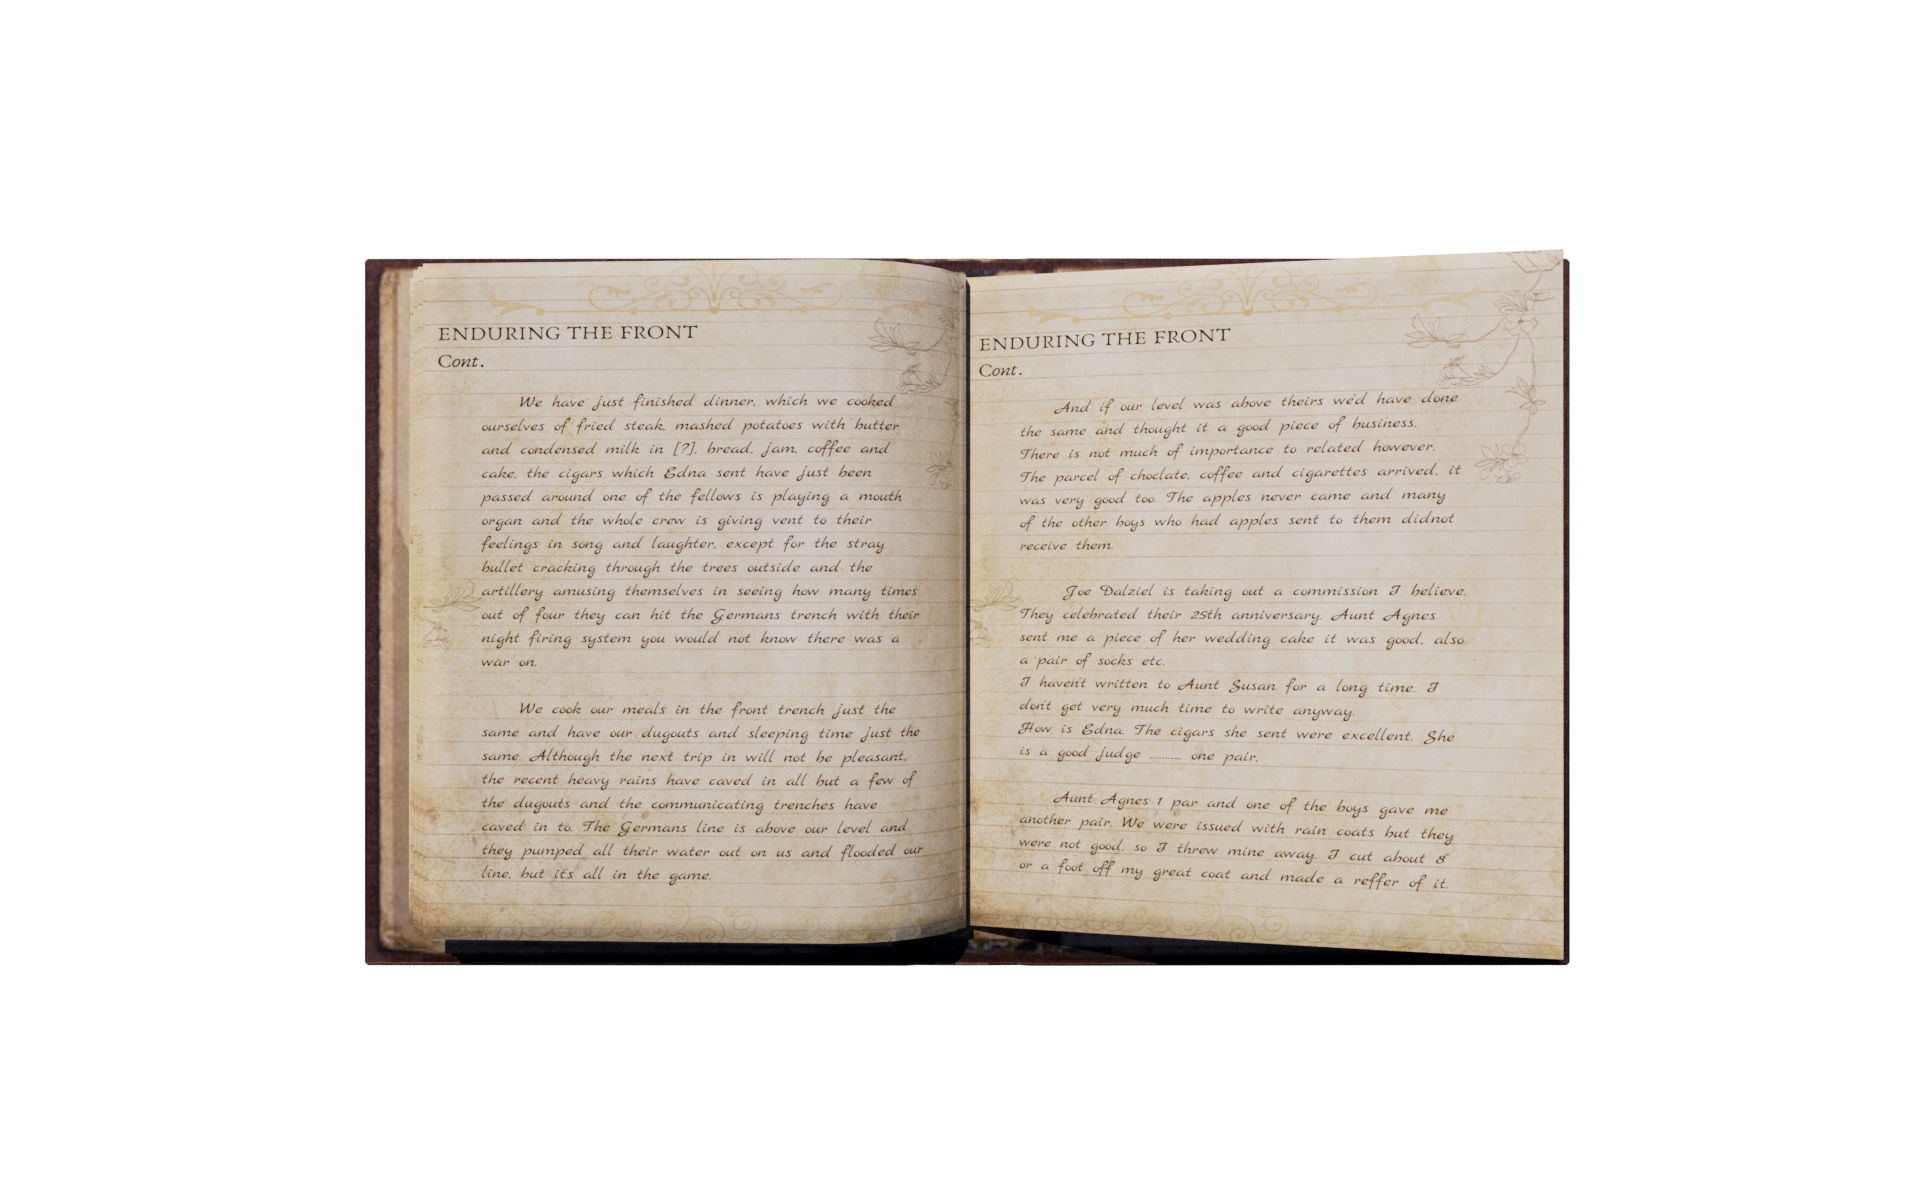 ENDURING THE FRONT
Cont.
We have just finished dinner, which we cooked
ourselves of fried steak, mashed potatoes with butter
and condensed milk in [?], bread, jam, coffee and
cake, the cigars which Edna sent have just been
passed around one of the fellows is playing a mouth
organ and the whole crew is giving vent to their
feelings in song and laughter, except for the stray
bullet cracking through the trees outside and the
artillery amusing themselves in seeing how many times
out of four they can hit the Germans trench with their
night firing system you would not know there was a
war on.
We cook our meals in the front trench just the
same and have our dugouts and sleeping time just the
same. Although the next trip in will not be pleasant,
the recent heavy rains have caved in all but a few of
the dugouts and the communicating trenches have
caved in to. The Germans line is above our level and
they pumped all their water out on us and flooded our
line, but it's all in the game.
ENDURING THE FRONT
Cont.
And if our level was above theirs we'd have done
the same and thought it a good piece of business.
There is not much of importance to related however.
The parcel of choclate, coffee and cigarettes arrived, it
was very good too. The apples never came and many
of the other boys who had apples sent to them didnot
receive them.
Joe Dalziel is taking out a commission I believe.
They celebrated their 25th anniversary. Aunt Agnes
sent me a piece of her wedding cake it was good, also
a pair of socks etc.
I haven't written to Aunt Susan for a long time. I
don't get very much time to write anyway.
How is Edna. The cigars she sent were excellent. She
is a good judge ........... one pair.
Aunt Agnes 1 par and one of the boys gave me
another pair. We were issued with rain coats but they
were not good, so I threw mine away. I cut about 8"
or a foot off my great coat and made a reffer of it.